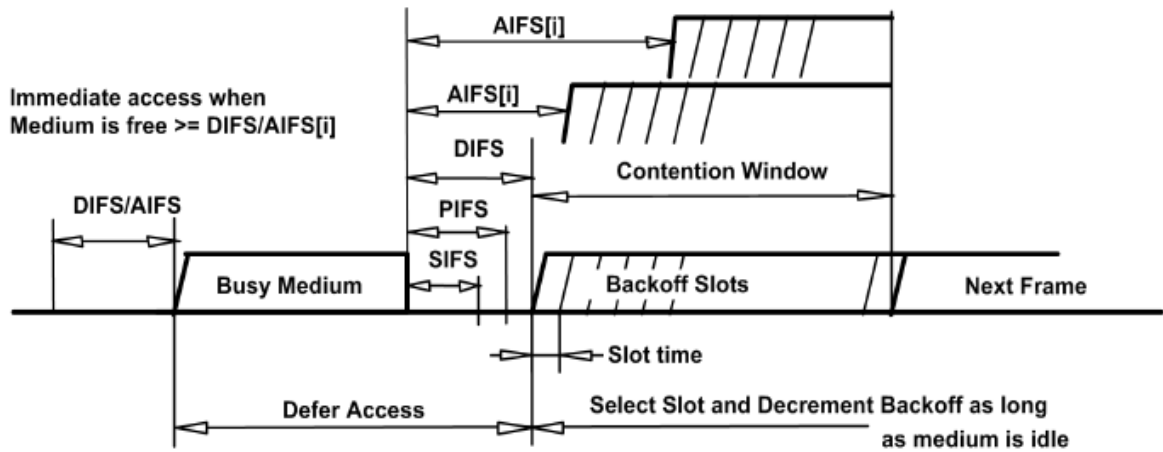 AIFS[i]
Immediate access when
Medium is free >= DIFS/AIFS[i]
AIFS[i]
DIFS
Contention Window
DIFS/AIFS
PIFS
SIFS
Busy Medium
Backoff Slots
Next Frame
Slot time
Defer Access
Select Slot and Decrement Backoff as long
as medium is idle